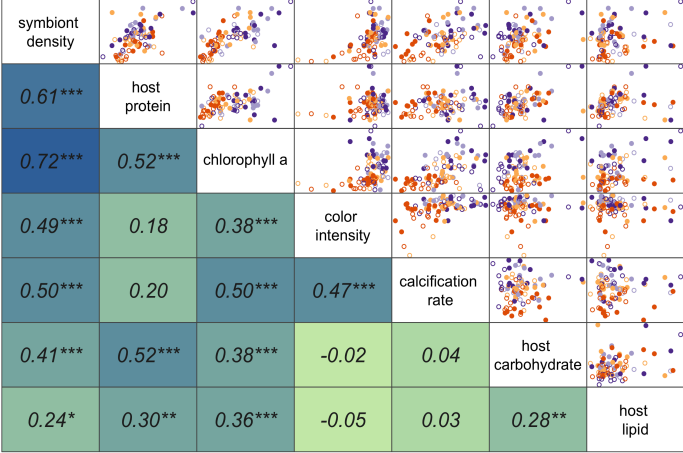 symbiont
density
0.61***
host
protein
0.72***
0.52***
chlorophyll a
0.49***
0.18
0.38***
color
intensity
0.50***
0.20
0.50***
0.47***
calcification
rate
0.41***
0.52***
0.38***
-0.02
0.04
host
carbohydrate
0.24*
0.30**
0.36***
-0.05
0.03
0.28**
host
lipid